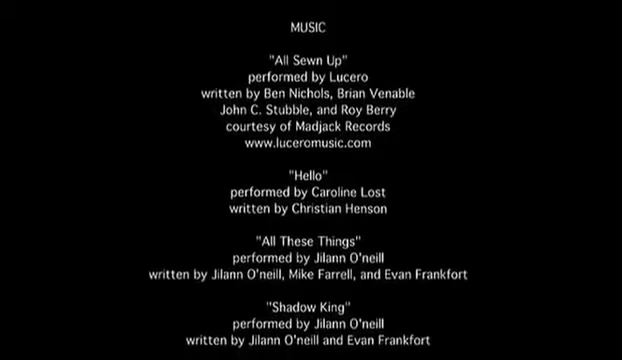 MUSIC
"All Sewn Up"
performed by Lucero
written by Ben Nichols, Brian Venable
John C. Stubble, and Roy Berry
courtesy of Madjack Records
www.luceromusic.com
"Hello"
performed by Caroline Lost
written by Christian Henson
"All These Things"
performed by Jilann O'neill
written by Jilann O'neill, Mike Farrell, and Evan Frankfort
"Shadow King"
performed by Jilann O'neill
written by Jilann O'neill and Evan Frankfort